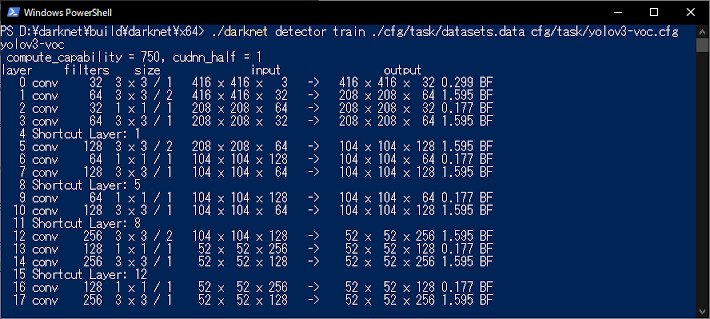 Windows PowerShell
PS D:\darknet\build\darknet\x64> ./darknet detector train ./cfg/task/datasets.data cfg/task/yolov3-voc.cfg
yolov3-voc
compute_capability = 750, cudnn_half = 1
layer filters size input output
0 conv 32 3 x 3 / 1 416 x 416 x 3 -> 416 x 416 x 32 0.299 BF
1 conv 64 3 x 3 / 2 416 x 416 x 32 -> 208 x 208 x 64 1.595 BF
2 conv 32 1 x 1 / 1 208 x 208 x 64 -> 208 x 208 x 32 0.177 BF
3 conv 64 3 x 3 / 1 208 x 208 x 32 -> 208 x 208 x 64 1.595 BF
4 Shortcut Layer: 1
5 conv 128 3 x 3 / 2 208 x 208 x 64 -> 104 x 104 x 128 1.595 BF
6 conv 64 1 x 1 / 1 104 x 104 x 128 -> 104 x 104 x 64 0.177 BF
7 conv 128 3 x 3 / 1 104 x 104 x 64 -> 104 x 104 x 128 1.595 BF
8 Shortcut Layer: 5
9 conv 64 1 x 1 / 1 104 x 104 x 128 -> 104 x 104 x 64 0.177 BF
10 conv 128 3 x 3 / 1 104 x 104 x 64 -> 104 x 104 x 128 1.595 BF
11 Shortcut Layer: 8
12 conv 256 3 x 3 / 2 104 x 104 x 128 -> 52 x 52 x 256 1.595 BF
13 conv 128 1 x 1 / 1 52 x 52 x 256 -> 52 x 52 x 128 0.177 BF
14 conv 256 3 x 3 / 1 52 x 52 x 128 -> 52 x 52 x 256 1.595 BF
15 Shortcut Layer: 12
16 conv 128 1 x 1 / 1 52 x 52 x 256 -> 52 x 52 x 128 0.177 BF
17 conv 256 3 x 3 / 1 52 x 52 x 128 -> 52 x 52 x 256 1.595 BF